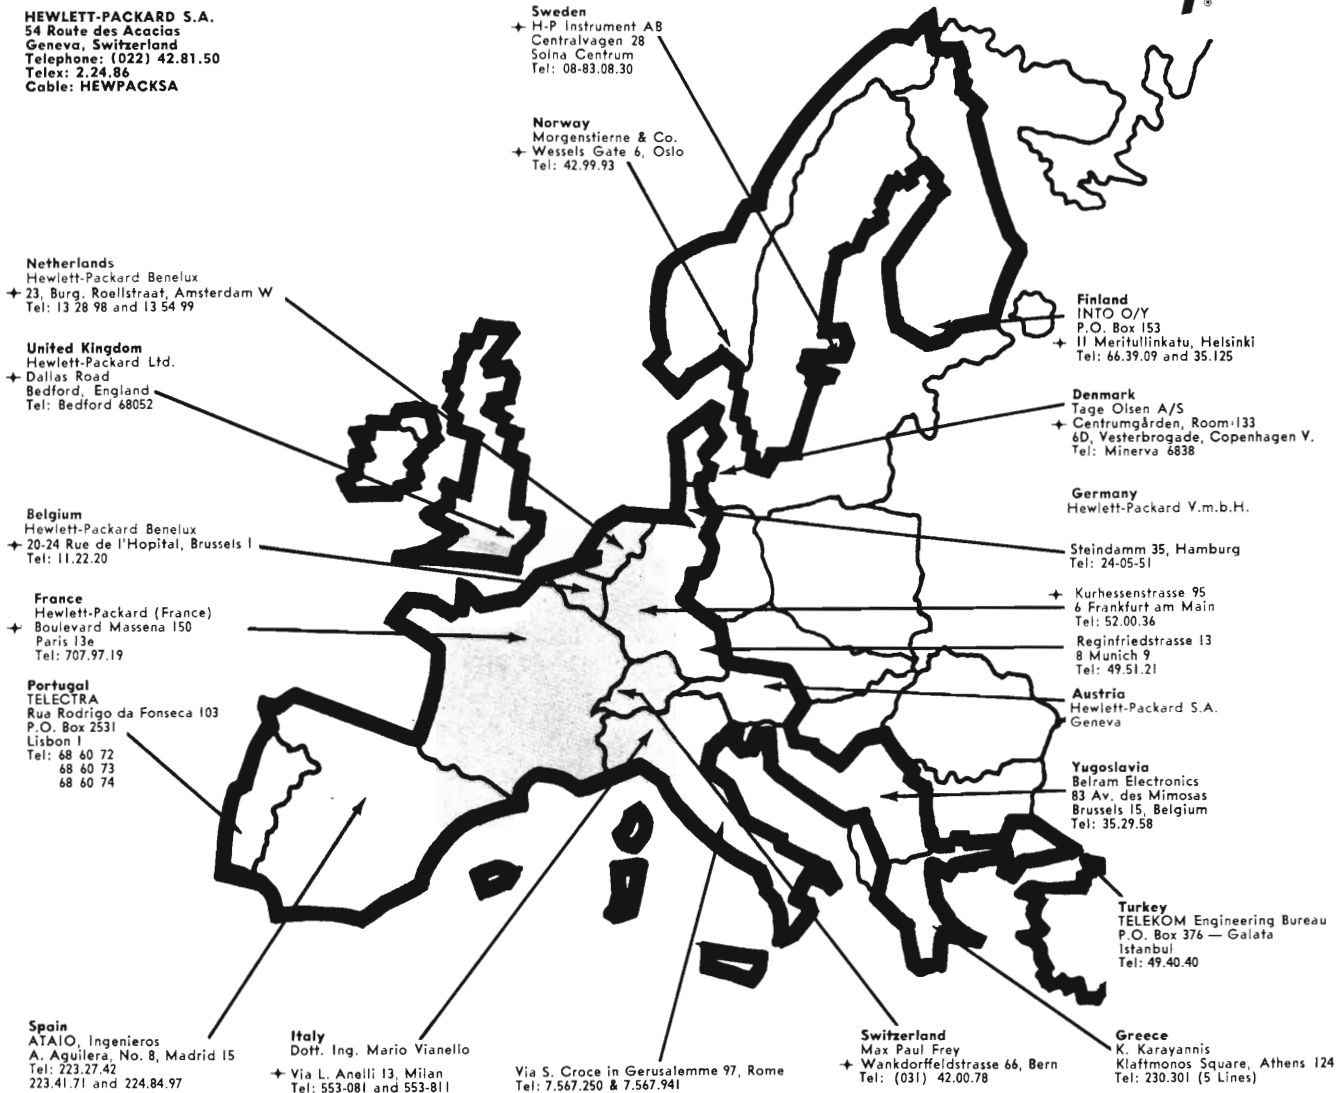 HEWLETT-PACKARD S.A.
54 Route des Acacias
Geneva, Switzerland
Telephone: (022) 42.81.50
Telex: 2.24.86
Cable: HEWPACKSA
Sweden
H-P Instrument AB
Centralvagen 28
Solna Centrum
Tel: 08-83.08.30
Norway
Morgenstierne & Co.
Wessels Gate 6, Oslo
Tel: 42.99.93
Netherlands
Hewlett-Packard Benelux
23, Burg. Roellstraat, Amsterdam W
Tel: 13 28 98 and 13 54 99
United Kingdom
Hewlett-Packard Ltd.
Dallas Road
Bedford, England
Tel: Bedford 68052
Belgium
Hewlett-Packard Benelux
20-24 Rue de l'Hopital, Brussels 1
Tel: 11.22.20
France
Hewlett-Packard (France)
Boulevard Massena 150
Paris 13e
Tel: 707.97.19
Portugal
TELECTRA
Rua Rodrigo da Fonseca 103
P.O. Box 2531
Lisbon 1
Tel: 68 60 72
68 60 73
68 60 74
Spain
ATAIO, Ingenieros
A. Aguilera, No. 8, Madrid 15
Tel: 223.27.42
223.41.71 and 224.84.97
Italy
Dott. Ing. Mario Vianello
Via L. Anelli 13, Milan
Tel: 553-081 and 553-811
Via S. Croce in Gerusalemme 97, Rome
Tel: 7.567.250 & 7.567.941
Switzerland
Max Paul Frey
Wankdorffeldstrasse 66, Bern
Tel: (031) 42.00.78
Greece
K. Karayannis
Klaftmonos Square, Athens 124
Tel: 230.301 (5 Lines)
Finland
INTO O/Y
P.O. Box 153
11 Meritullinkatu, Helsinki
Tel: 66.39.09 and 35.125
Denmark
Tage Olsen A/S
Centrumgården, Room 133
6D, Vesterbrogade, Copenhagen V.
Tel: Minerva 6838
Germany
Hewlett-Packard V.m.b.H.
Steindamm 35, Hamburg
Tel: 24-05-51
Kurhessenstrasse 95
6 Frankfurt am Main
Tel: 52.00.36
Reginfriedstrasse 13
8 Munich 9
Tel: 49.51.21
Austria
Hewlett-Packard S.A.
Geneva
Yugoslavia
Belram Electronics
83 Av. des Mimosas
Brussels 15, Belgium
Tel: 35.29.58
Turkey
TELEKOM Engineering Bureau
P.O. Box 376 — Galata
Istanbul
Tel: 49.40.40